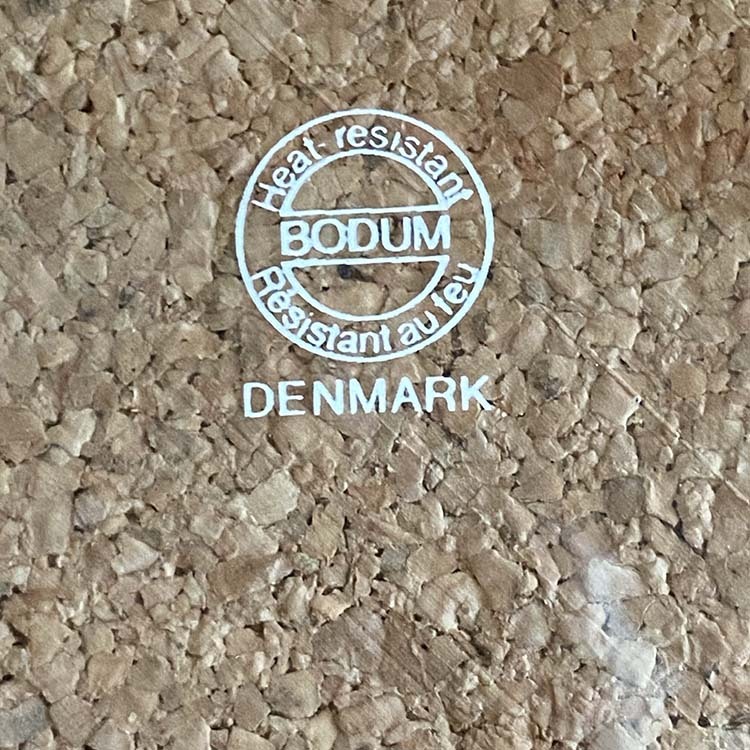 Heat-resistant
BODUM
Résistant au feu
DENMARK